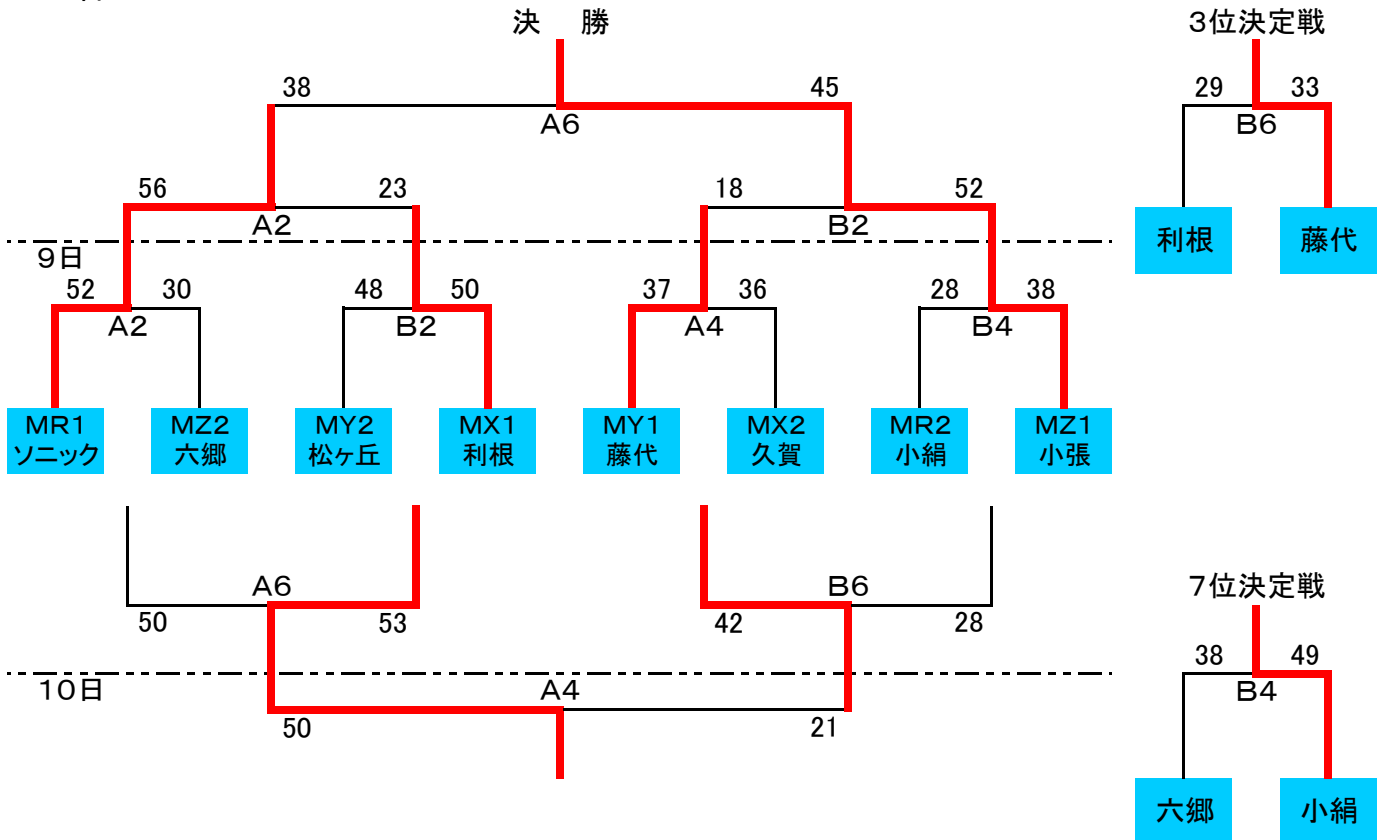 決　勝
3位決定戦
38
45
29
33
A6
B6
56
23
18
52
A2
B2
利根
藤代
9日
52
30
48
50
37
36
28
38
A2
B2
A4
B4
MR1
ソニック
MZ2
六郷
MY2
松ヶ丘
MX1
利根
MY1
藤代
MX2
久賀
MR2
小絹
MZ1
小張
A6
B6
7位決定戦
50
53
42
28
38
49
10日
A4
B4
50
21
六郷
小絹